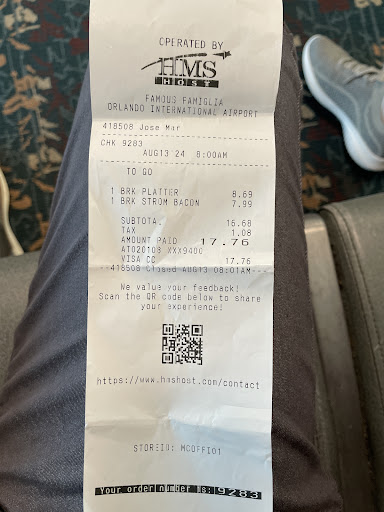 OPERATED BY
HMS
HOST
FAMOUS FAMIGLIA
ORLANDO INTERNATIONAL AIRPORT
418508 Jose Mar
CHK 9283
AUG13'24 8:00AM
TO GO
1 BRK PLATTER 8.69
1 BRK STROM BACON 7.99
SUBTOTAL 16.68
TAX 1.08
AMOUNT PAID 17.76
AT020103 XXX9400
VISA CC 17.76
--418508 Closed AUG13 08:01AM---
We value your feedback!
Scan the QR code below to share
your experience!
https://www.hmshost.com/contact
STOREID: MCOFFI01
Your order number is: 9283